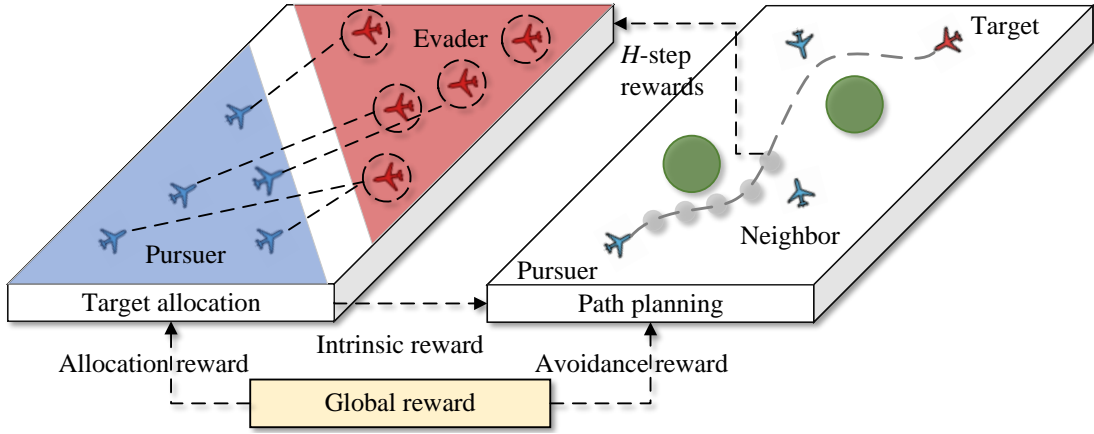 Evader
Target
H-step
rewards
Pursuer
Neighbor
Pursuer
Target allocation
Path planning
Intrinsic reward
Allocation reward
Avoidance reward
Global reward